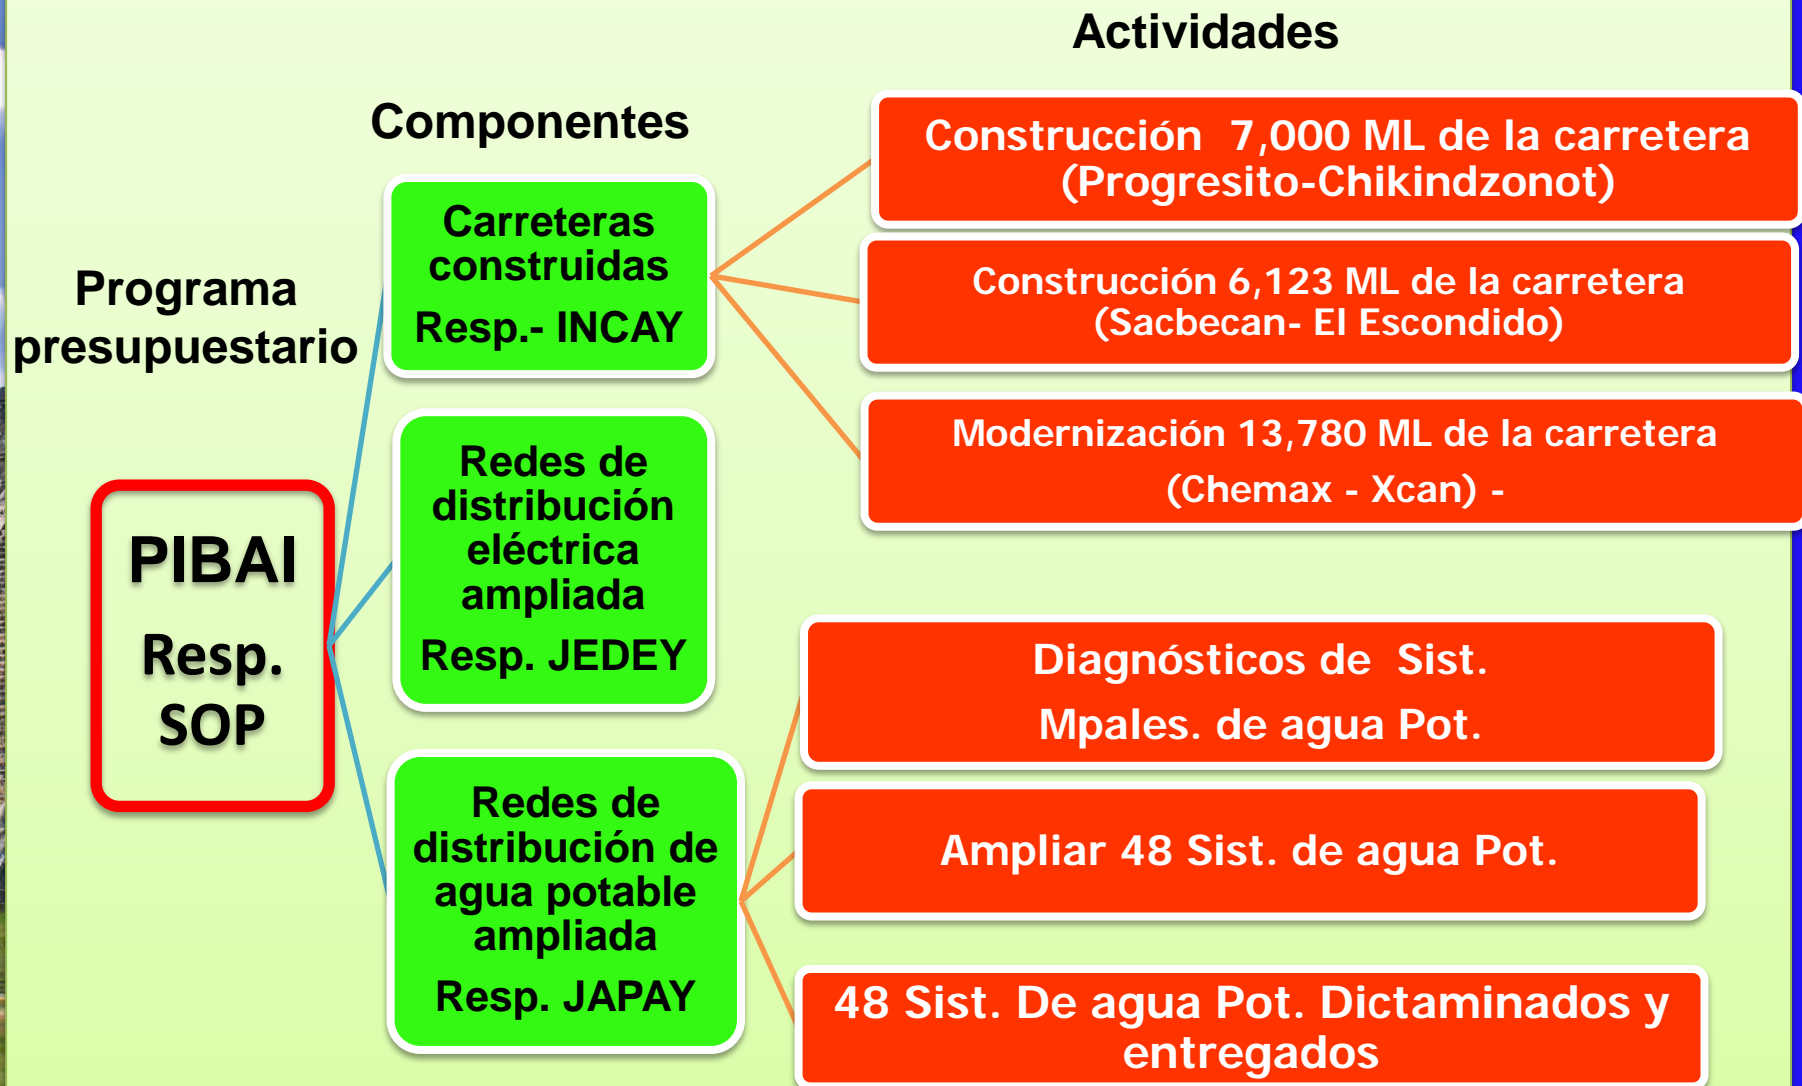 Actividades
Componentes
Programa
presupuestario
PIBAI
Resp.
SOP
Carreteras
construidas
Resp.- INCAY
Construcción 7,000 ML de la carretera
(Progresito-Chikindzonot)
Construcción 6,123 ML de la carretera
(Sacbecan- El Escondido)
Modernización 13,780 ML de la carretera
(Chemax - Xcan) -
Redes de
distribución
eléctrica
ampliada
Resp. JEDEY
Redes de
distribución de
agua potable
ampliada
Resp. JAPAY
Diagnósticos de Sist.
Mpales. de agua Pot.
Ampliar 48 Sist. de agua Pot.
48 Sist. De agua Pot. Dictaminados y
entregados